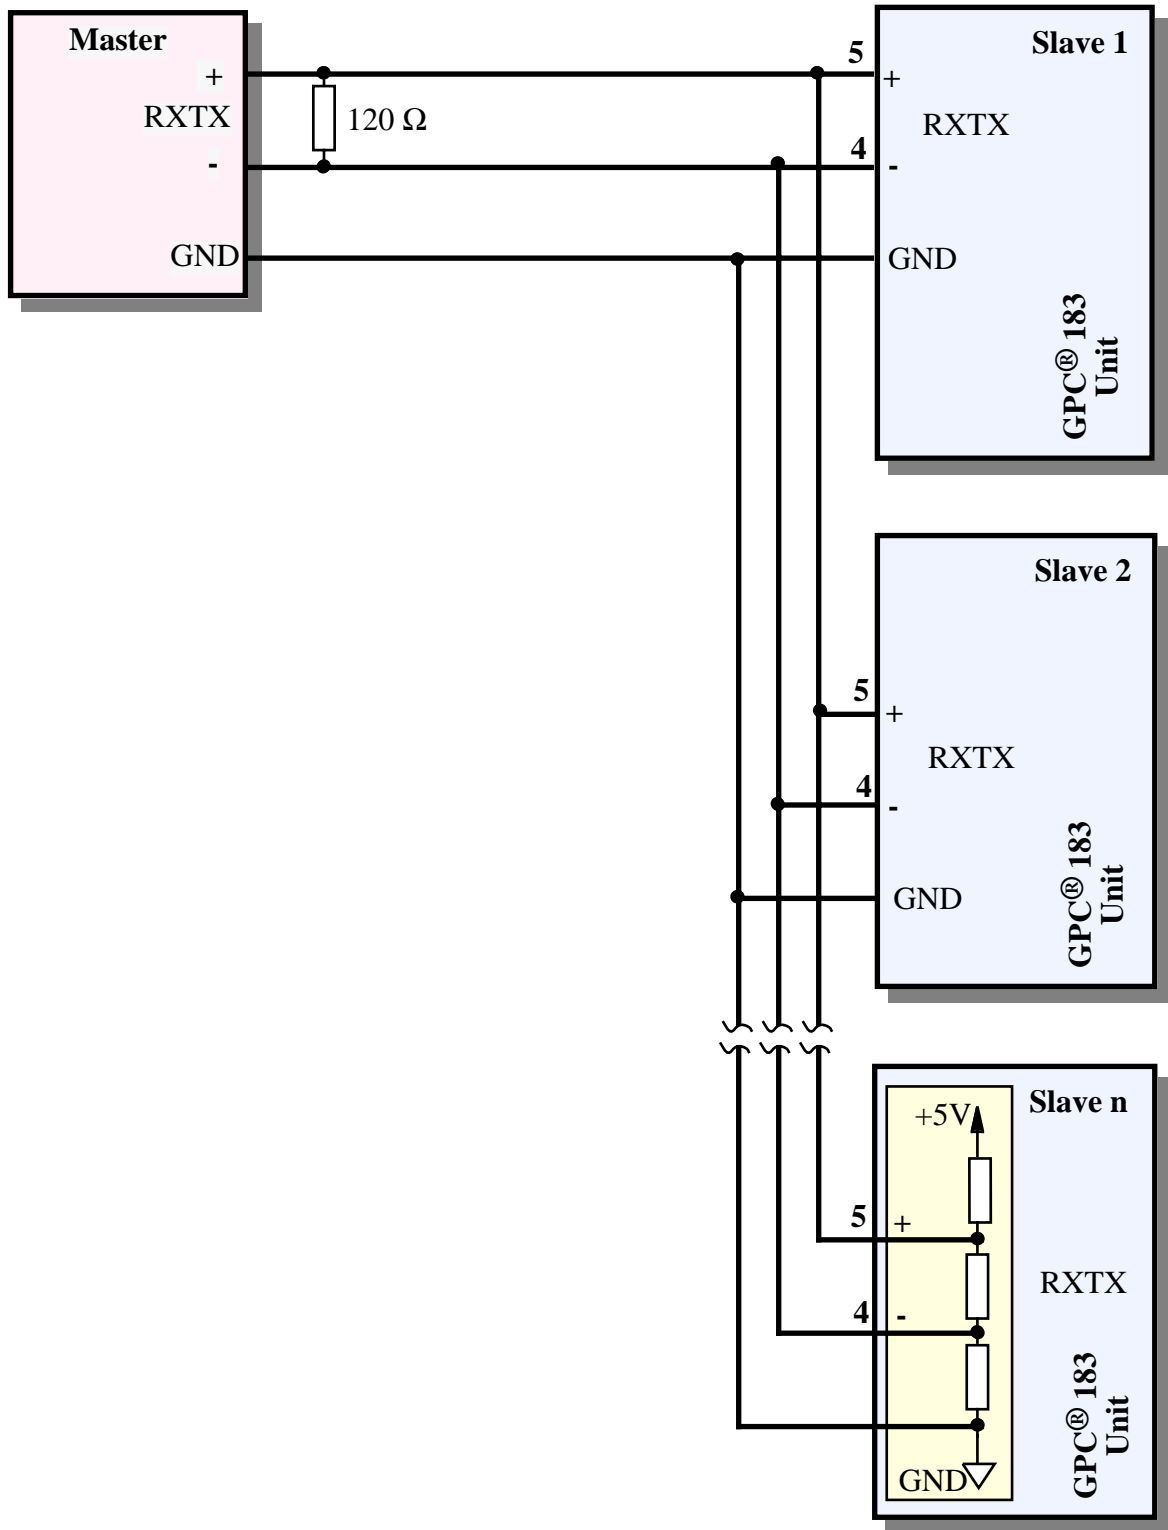 Master
+
RXTX
-
GND
120 Ω
5
4
Slave 1
+
RXTX
-
GND
GPC® 183
Unit
Slave 2
5
+
RXTX
4
-
GND
GPC® 183
Unit
Slave n
+5V
5
+
RXTX
4
-
GND
GPC® 183
Unit